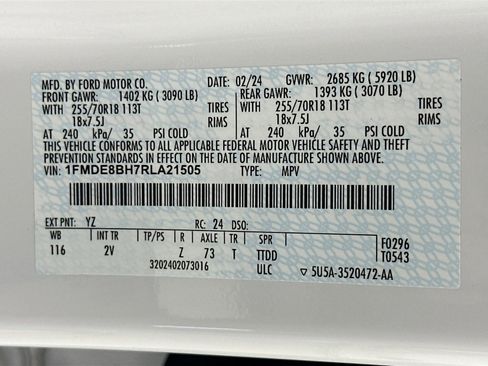 MFD. BY FORD MOTOR CO. DATE: 02/24 GVWR: 2685 KG ( 5920 LB)
FRONT GAWR: 1402 KG ( 3090 LB) REAR GAWR: 1393 KG ( 3070 LB)
WITH 255/70R18 113T TIRES WITH 255/70R18 113T TIRES
18x7.5J RIMS 18x7.5J RIMS
AT 240 kPa/ 35 PSI COLD AT 240 kPa/ 35 PSI COLD
THIS VEHICLE CONFORMS TO ALL APPLICABLE FEDERAL MOTOR VEHICLE SAFETY AND THEFT PREVENTION STANDARDS IN EFFECT ON THE DATE OF MANUFACTURE SHOWN ABOVE.
VIN: 1FMDE8BH7RLA21505 TYPE: MPV
EXT PNT: YZ RC: 24 DSO:
WB INT TR TP/PS R AXLE TR SPR F0296
116 2V Z 73 T TTDD T0543
3202402073016 ULC ▽ 5U5A-3520472-AA